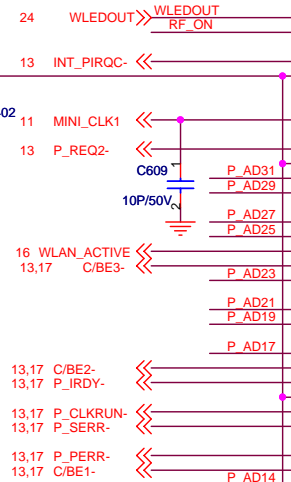 24 WLEDOUT WLEDOUT
RF_ON
13 INT_PIRQC-
02
11 MINI_CLK1
13 P_REQ2-
C609 1
P_AD31
P_AD29
10P/50V 2
P_AD27
P_AD25
16 WLAN_ACTIVE
13,17 C/BE3-
P_AD23
P_AD21
P_AD19
P_AD17
13,17 C/BE2-
13,17 P_IRDY-
13,17 P_CLKRUN-
13,17 P_SERR-
13,17 P_PERR-
13,17 C/BE1-
P_AD14